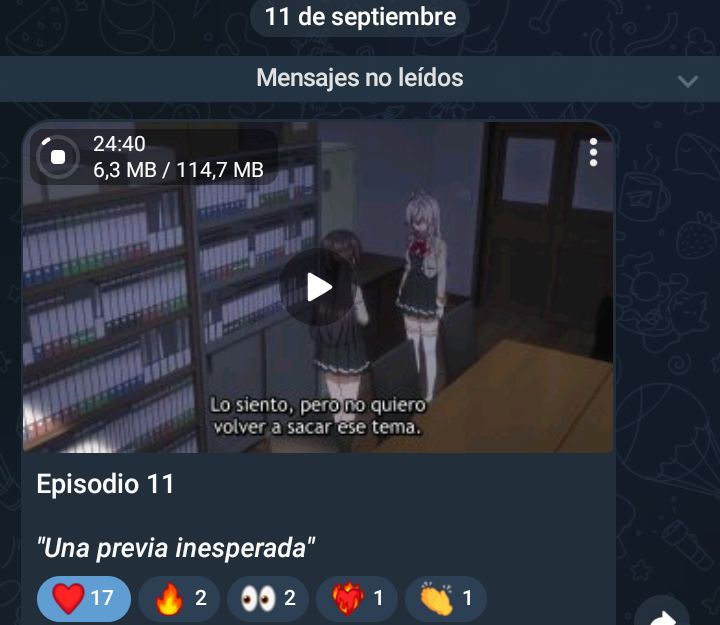 11 de septiembre
Mensajes no leídos
24:40
6,3 MB / 114,7 MB
Lo siento, pero no quiero
volver a sacar ese tema.
Episodio 11
"Una previa inesperada"
❤️ 17 🔥 2 👀 2 ❤️‍🔥 1 👏 1